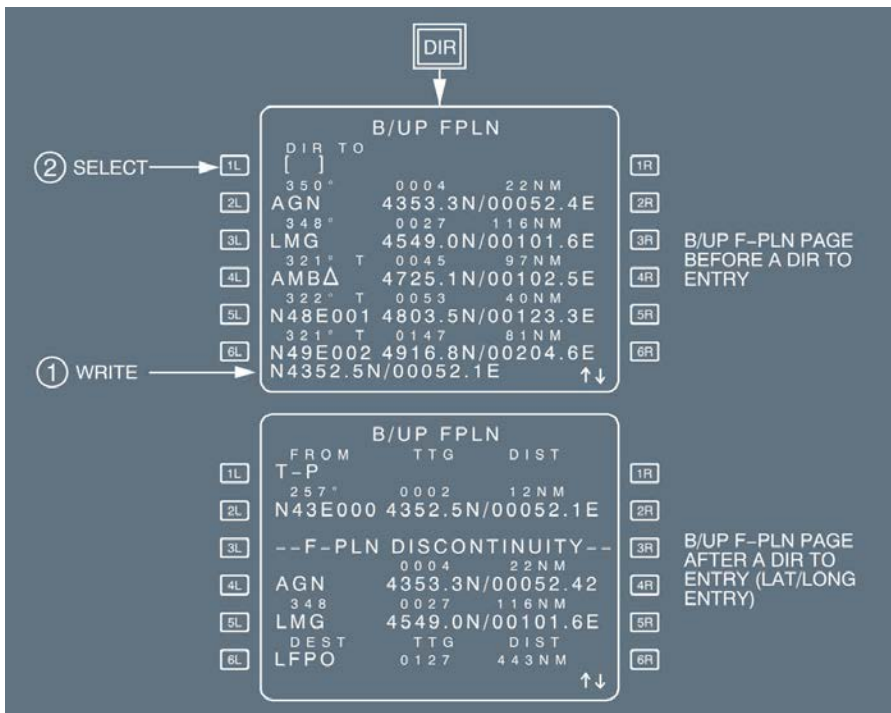 DIR
B/UP FPLN
DIR TO
② SELECT
1L
[ ]
1R
350° 0004 22NM
2L
AGN 4353.3N/00052.4E
2R
348° 0027 116NM
3L
LMG 4549.0N/00101.6E
3R
321° T 0045 97NM
4L
AMBΔ 4725.1N/00102.5E
4R
322° T 0053 40NM
5L
N48E001 4803.5N/00123.3E
5R
321° T 0147 81NM
6L
N49E002 4916.8N/00204.6E
6R
① WRITE
N4352.5N/00052.1E ↑↓
B/UP F–PLN PAGE
BEFORE A DIR TO
ENTRY
B/UP FPLN
FROM TTG DIST
1L
T–P
1R
257° 0002 12NM
2L
N43E000 4352.5N/00052.1E
2R
3L
--F-PLN DISCONTINUITY--
3R
0004 22NM
4L
AGN 4353.3N/00052.42
4R
348 0027 116NM
5L
LMG 4549.0N/00101.6E
5R
DEST TTG DIST
6L
LFPO 0127 443NM
6R
↑↓
B/UP F–PLN PAGE
AFTER A DIR TO
ENTRY (LAT/LONG
ENTRY)